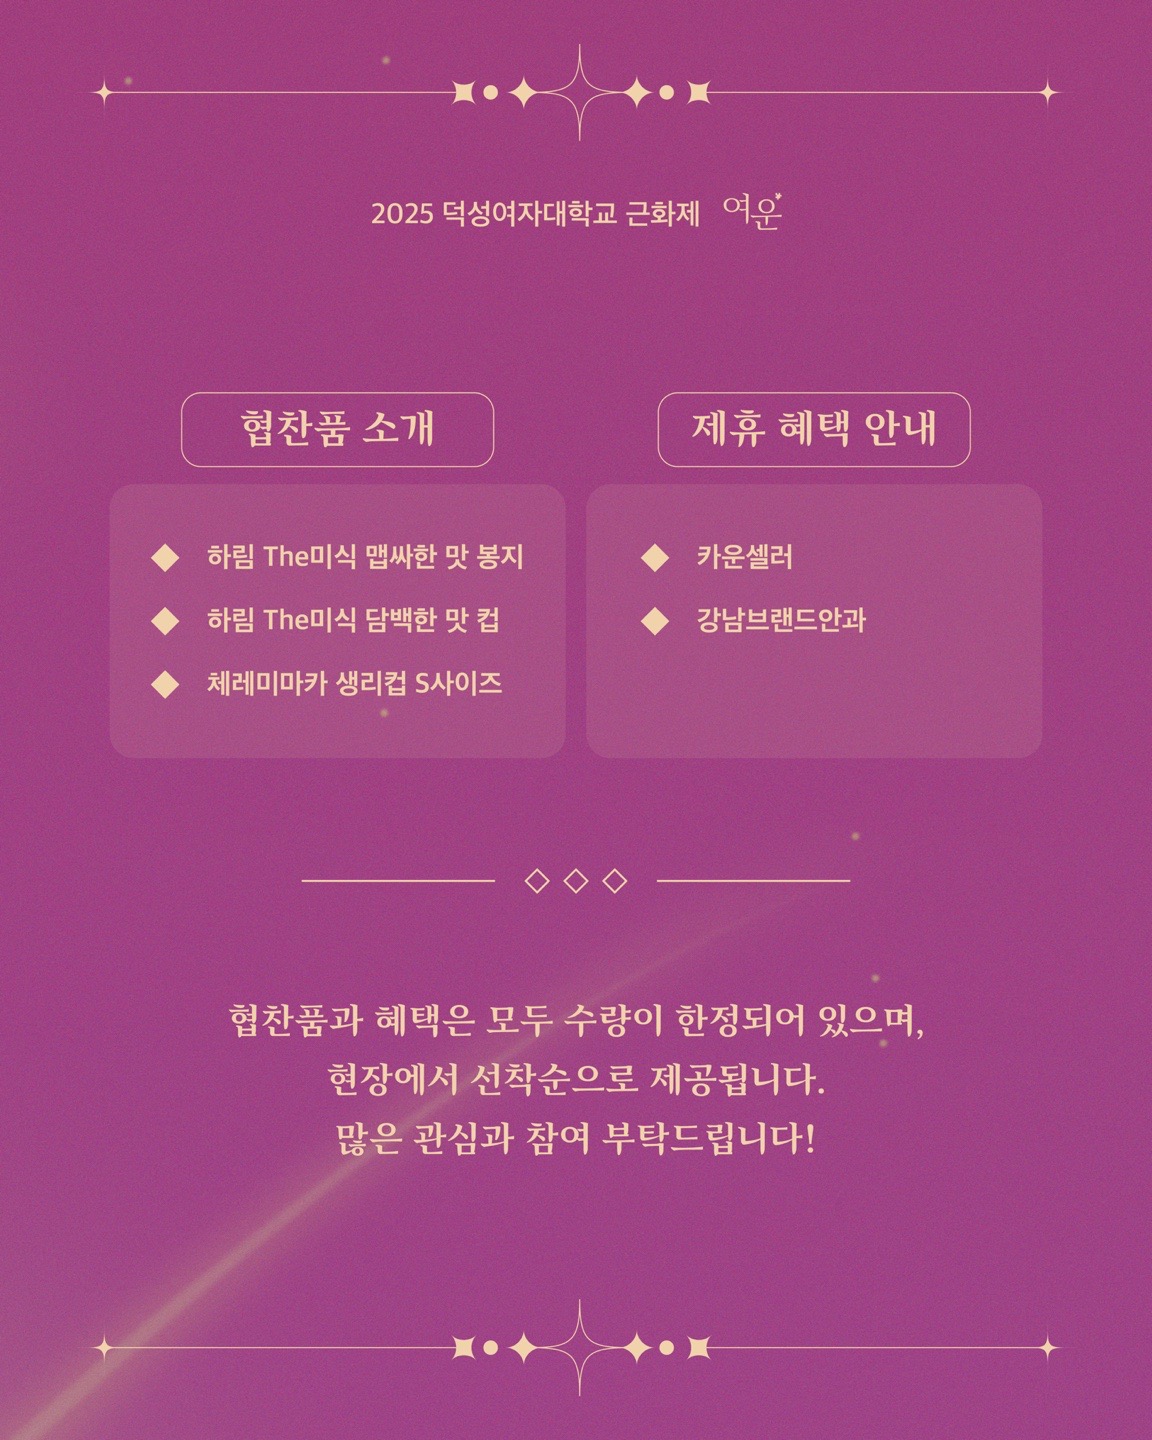 2025 덕성여자대학교 근화제 여운
협찬품 소개
하림 The미식 맵싸한 맛 봉지
하림 The미식 담백한 맛 컵
체레미마카 생리컵 S사이즈
제휴 혜택 안내
카운셀러
강남브랜드안과
협찬품과 혜택은 모두 수량이 한정되어 있으며,
현장에서 선착순으로 제공됩니다.
많은 관심과 참여 부탁드립니다!